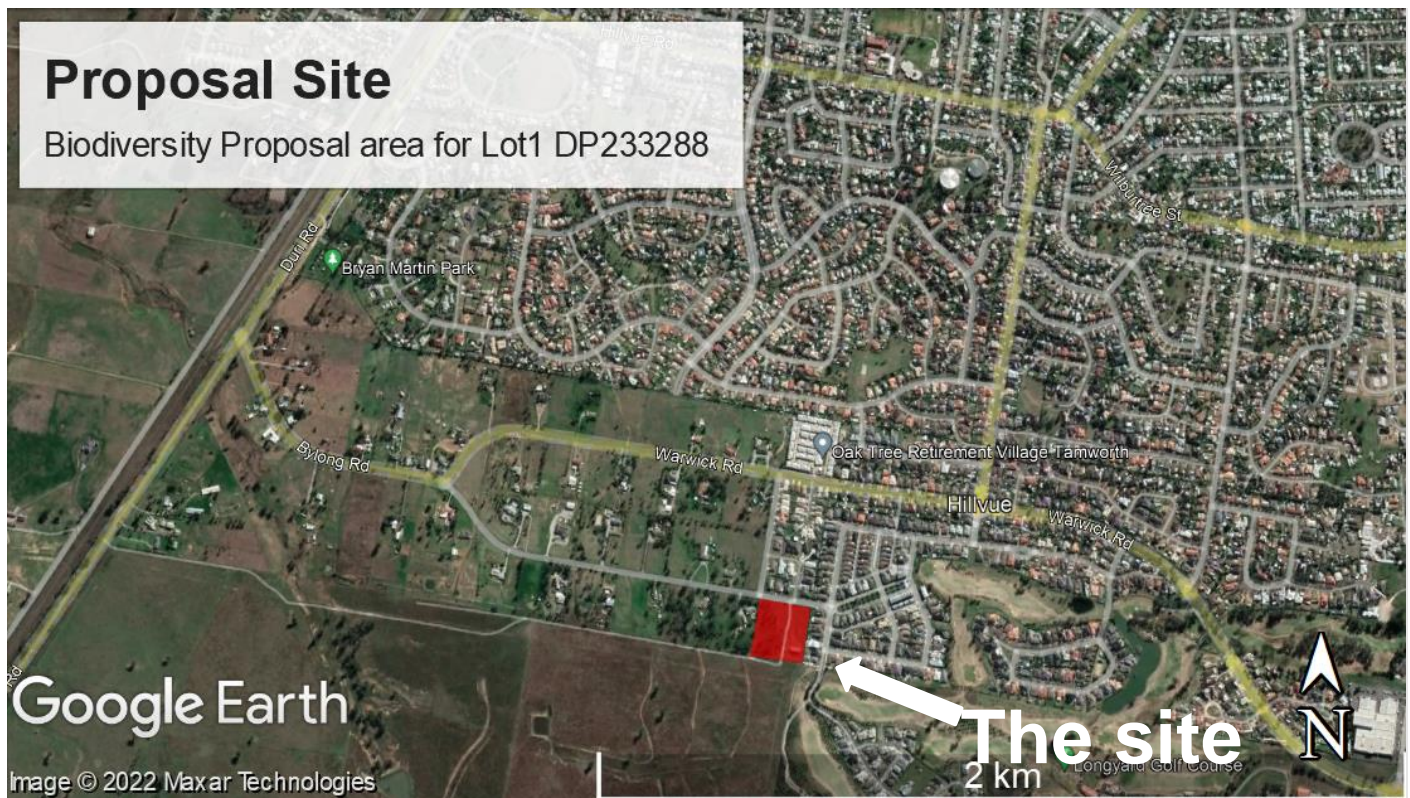 Hillvue Rd
Proposal Site
Biodiversity Proposal area for Lot1 DP233288
Wilburtree St
Duri Rd
Bryan Martin Park
Bylong Rd
Warwick Rd
Oak Tree Retirement Village Tamworth
Hillvue
Warwick Rd
Rd
Google Earth
The site
N
2 km
Longyard Golf Course
Image © 2022 Maxar Technologies